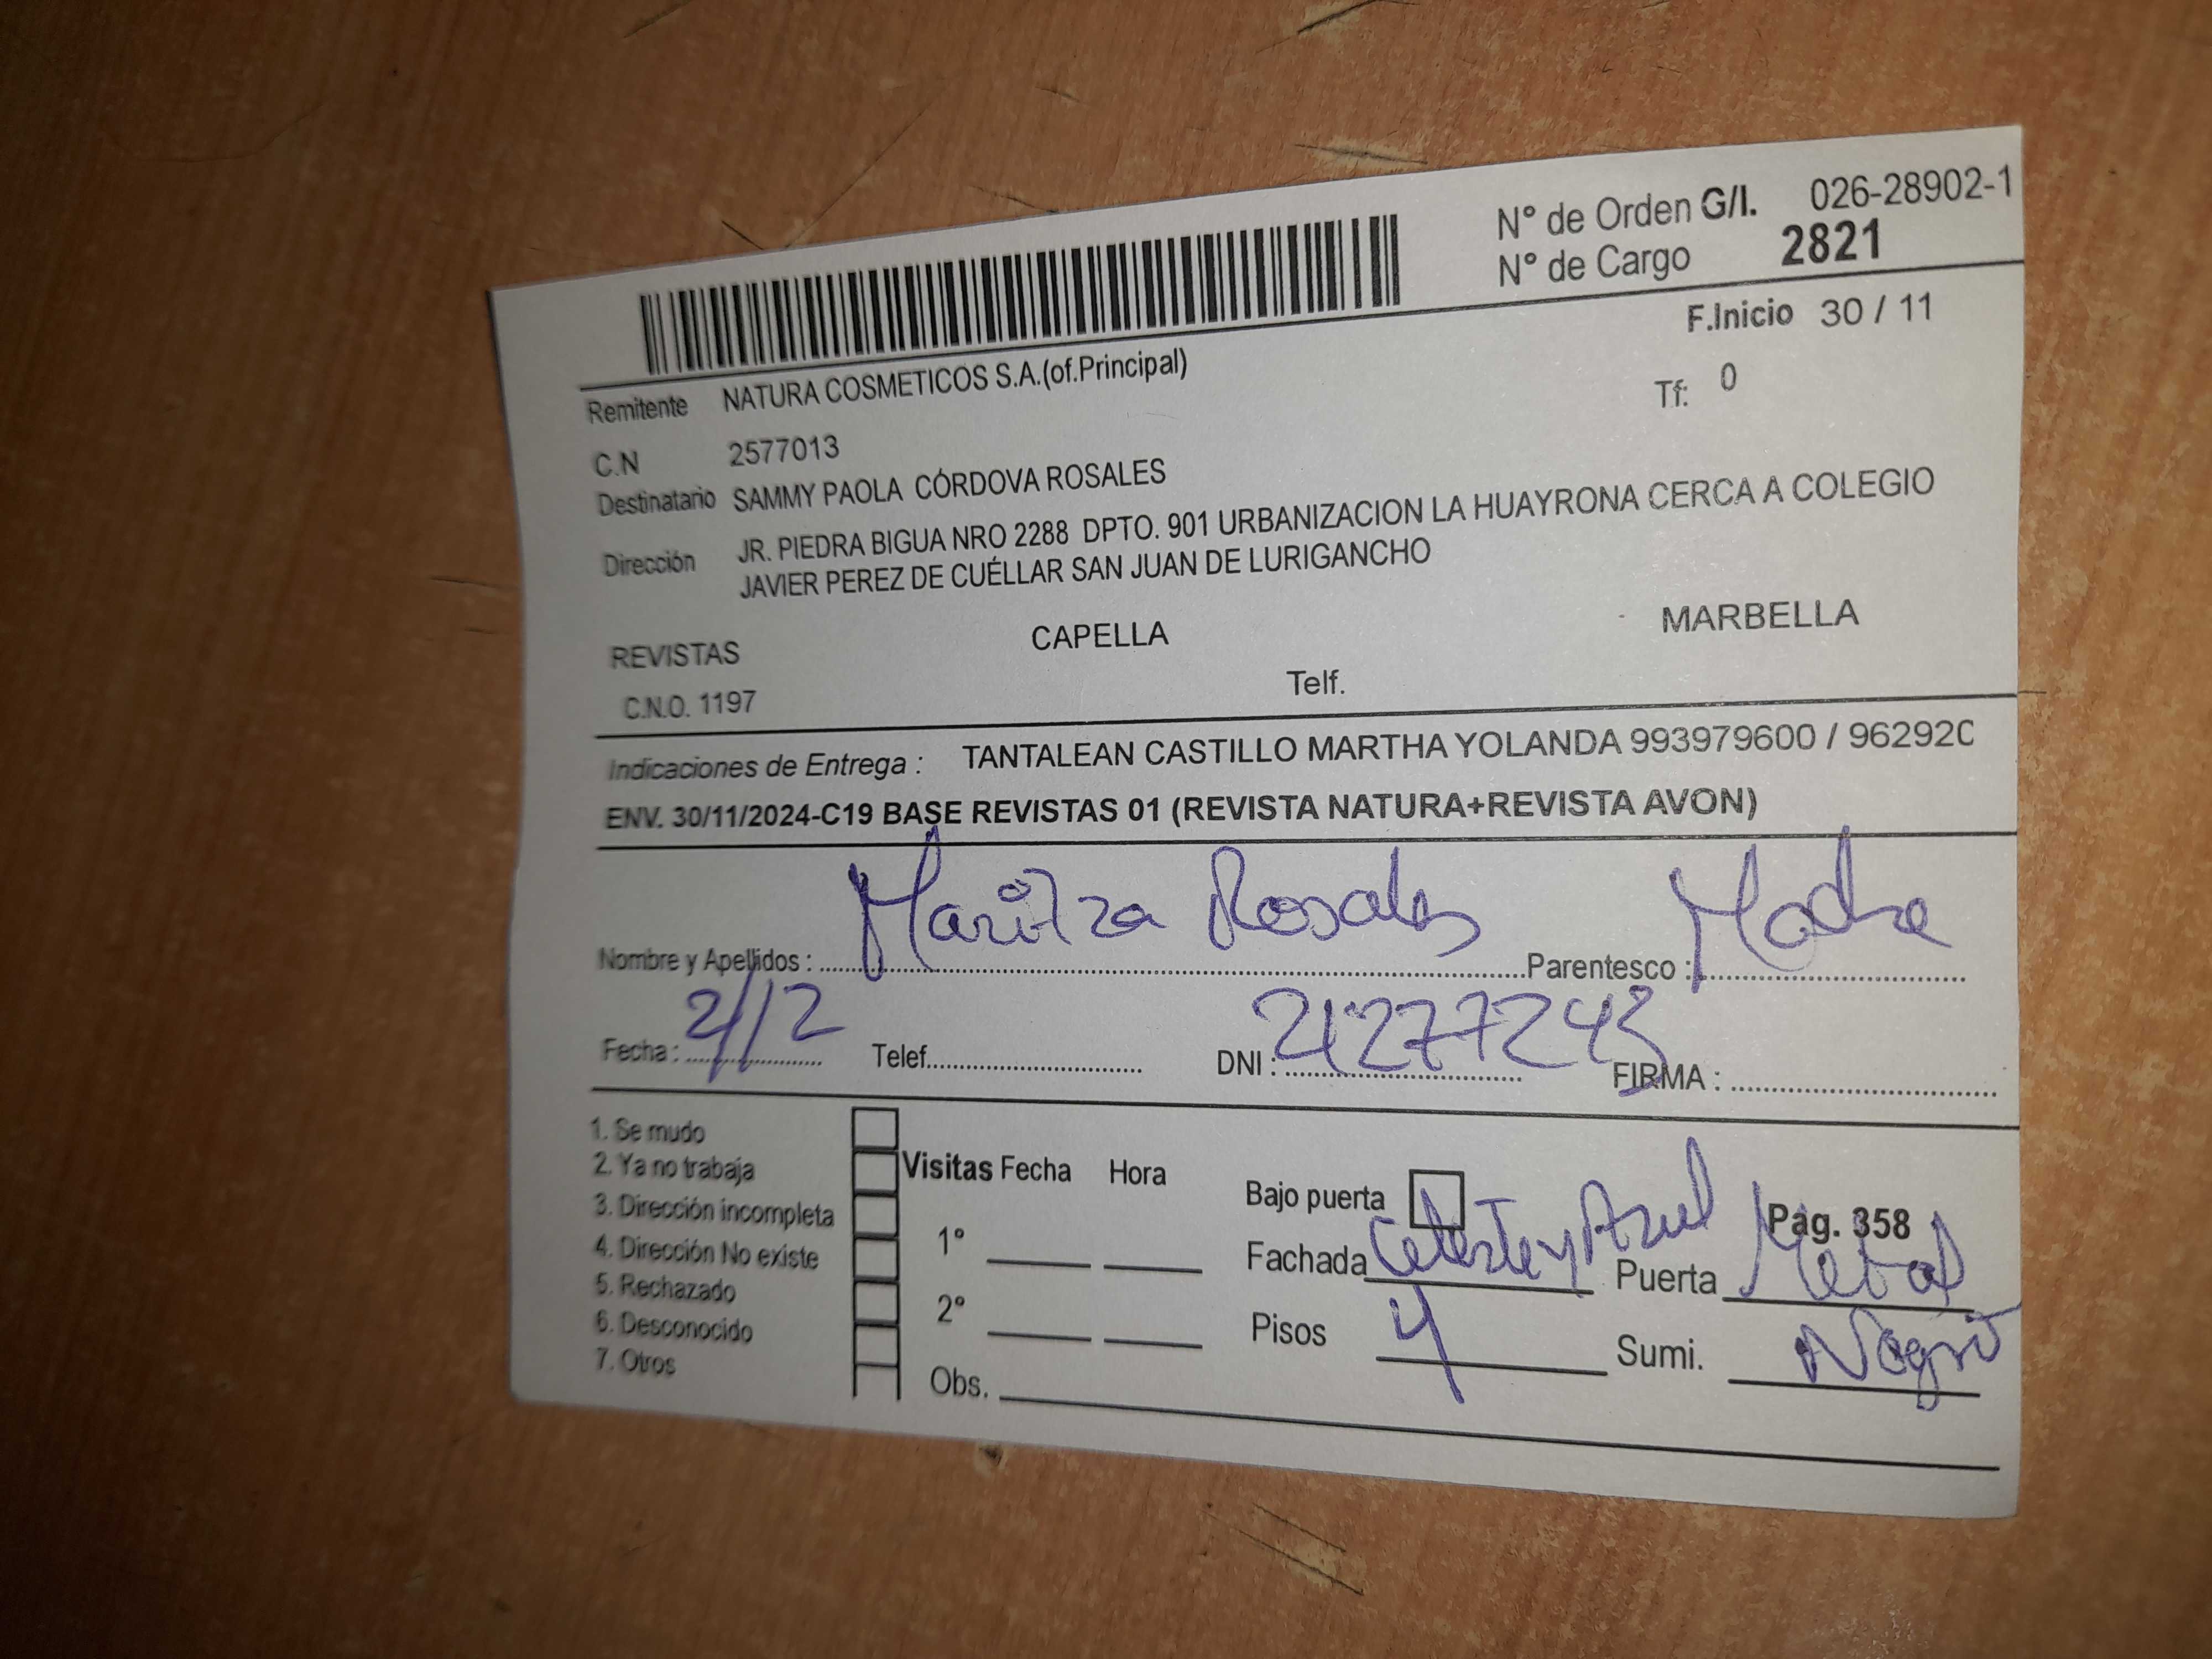 N° de Orden G/I. 026-28902-1
N° de Cargo 2821
F.Inicio 30 / 11
Remitente NATURA COSMETICOS S.A.(of.Principal)
Tf: 0
C.N 2577013
Destinatario SAMMY PAOLA CÓRDOVA ROSALES
Dirección JR. PIEDRA BIGUA NRO 2288 DPTO. 901 URBANIZACION LA HUAYRONA CERCA A COLEGIO
JAVIER PEREZ DE CUÉLLAR SAN JUAN DE LURIGANCHO
REVISTAS CAPELLA - MARBELLA
C.N.O. 1197 Telf.
Indicaciones de Entrega : TANTALEAN CASTILLO MARTHA YOLANDA 993979600 / 96292C
ENV. 30/11/2024-C19 BASE REVISTAS 01 (REVISTA NATURA+REVISTA AVON)
Nombre y Apellidos : Maritza Rosales Parentesco : Madre
Fecha : 2/12 Telef. DNI : 21277243 FIRMA :
1. Se mudo
2. Ya no trabaja
3. Dirección incompleta
4. Dirección No existe
5. Rechazado
6. Desconocido
7. Otros
Visitas Fecha Hora
1°
2°
Obs.
Bajo puerta Pág. 358
Fachada Celeste y Azul Puerta Metal
Pisos 4 Sumi. Negro